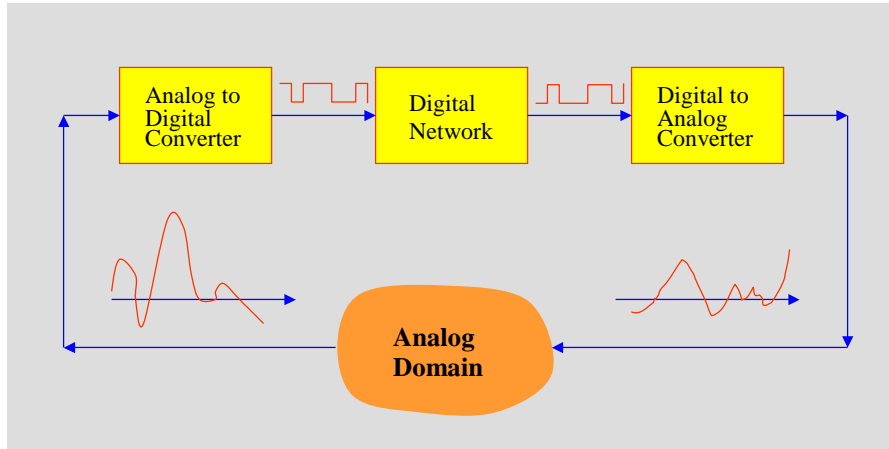 Analog to
Digital
Converter
Digital
Network
Digital to
Analog
Converter
Analog
Domain